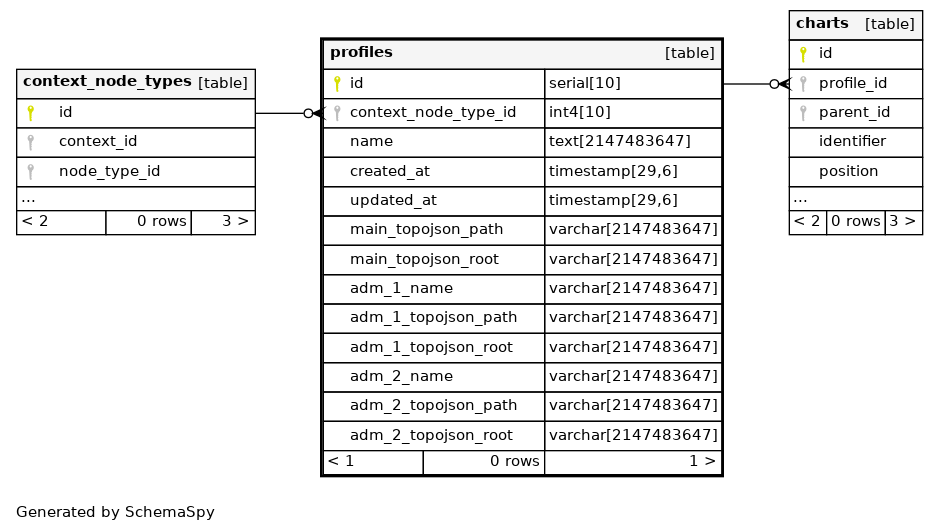 context_node_types [table]
id
context_id
node_type_id
...
< 2 0 rows 3 >
profiles [table]
id serial[10]
context_node_type_id int4[10]
name text[2147483647]
created_at timestamp[29,6]
updated_at timestamp[29,6]
main_topojson_path varchar[2147483647]
main_topojson_root varchar[2147483647]
adm_1_name varchar[2147483647]
adm_1_topojson_path varchar[2147483647]
adm_1_topojson_root varchar[2147483647]
adm_2_name varchar[2147483647]
adm_2_topojson_path varchar[2147483647]
adm_2_topojson_root varchar[2147483647]
< 1 0 rows 1 >
charts [table]
id
profile_id
parent_id
identifier
position
...
< 2 0 rows 3 >
Generated by SchemaSpy